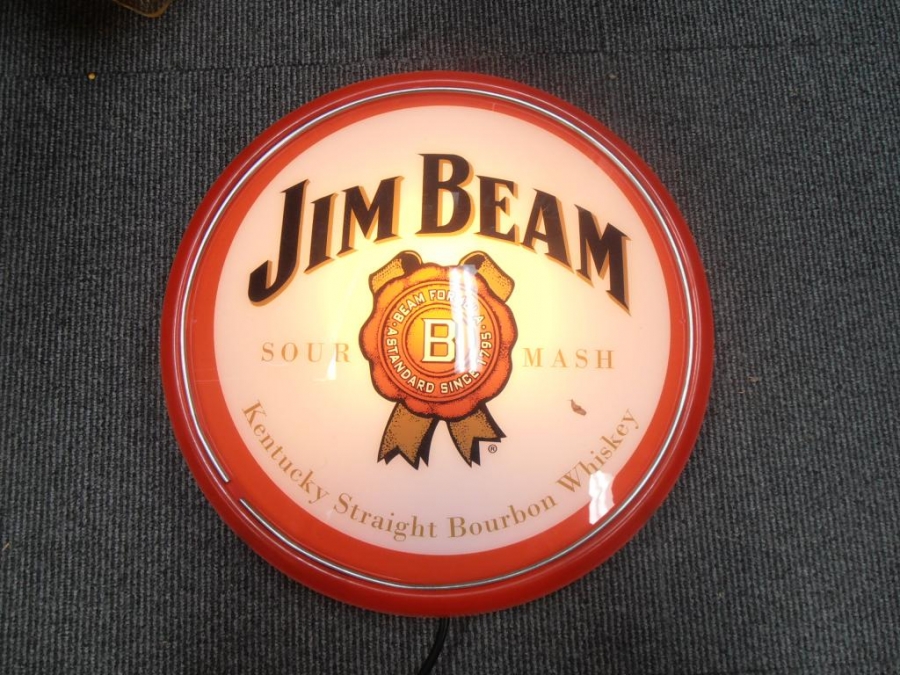 JIM BEAM
SOUR MASH
BEAM FORMULA
B
· A STANDARD SINCE 1795 ·
®
Kentucky Straight Bourbon Whiskey